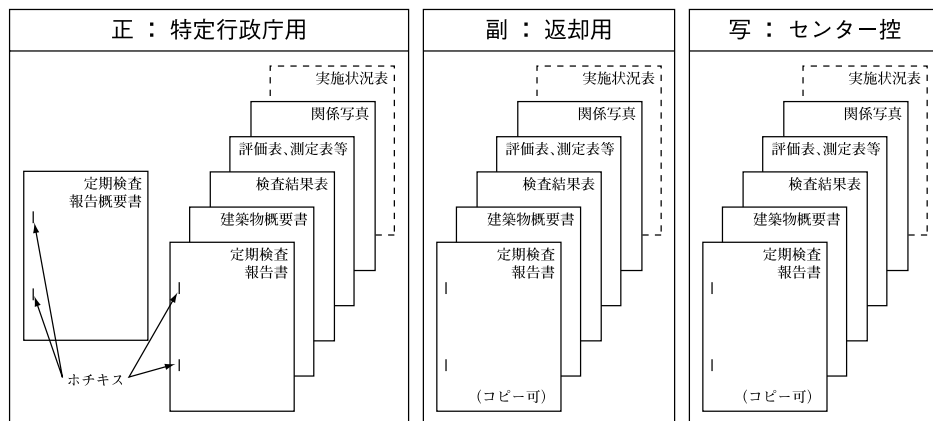 正 ： 特定行政庁用
実施状況表
関係写真
評価表、測定表等
検査結果表
建築物概要書
定期検査
報告書
定期検査
報告概要書
ホチキス
副 ： 返却用
実施状況表
関係写真
評価表、測定表等
検査結果表
建築物概要書
定期検査
報告書
（コピー可）
写 ： センター控
実施状況表
関係写真
評価表、測定表等
検査結果表
建築物概要書
定期検査
報告書
（コピー可）